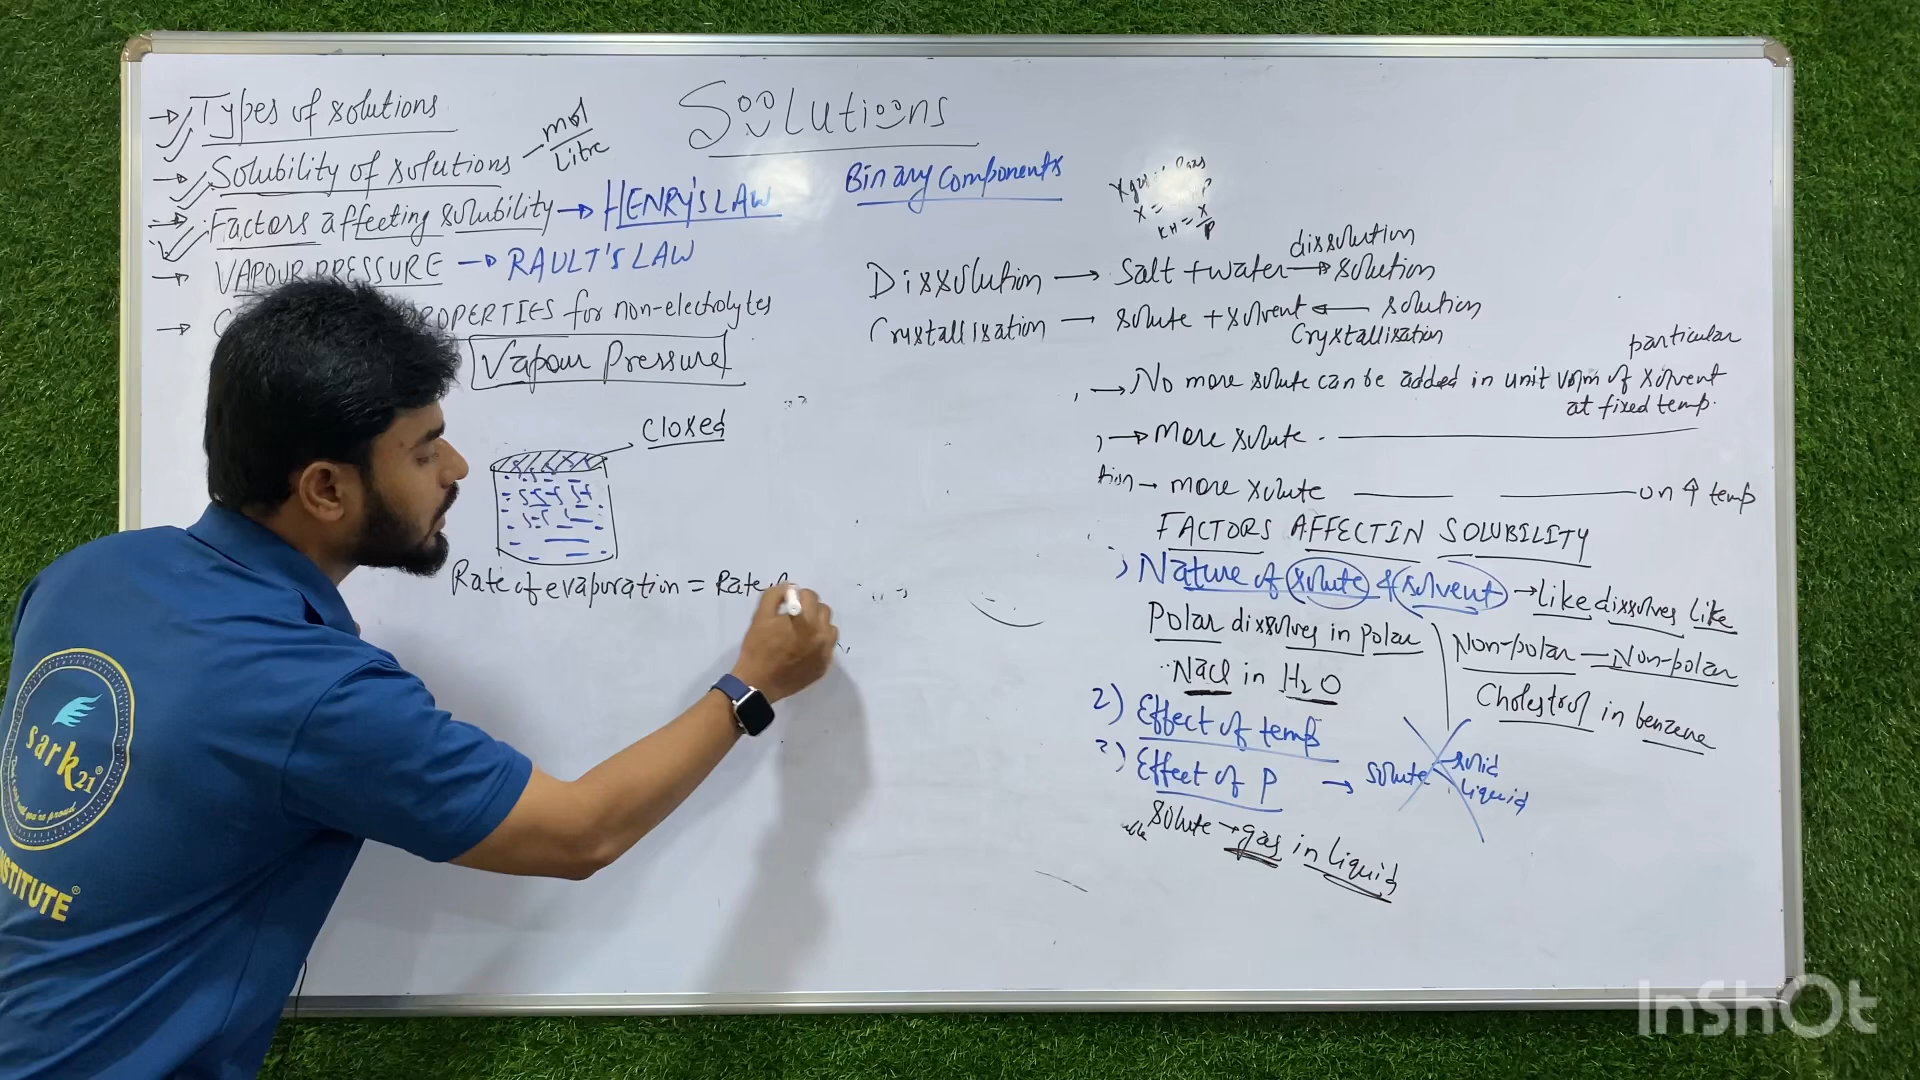 Solutions
→ Types of solutions
→ Solubility of solutions - mol/Litre
→ Factors affecting solubility → HENRY'S LAW
→ VAPOUR PRESSURE → RAULT'S LAW
→ PROPERTIES for non-electrolytes
Vapour Pressure
Closed
Rate of evaporation = Rate
Binary Components
X gas
X =
KH = X/P
Dissolution → Salt + water → solution
dissolution
Crystallisation → solute + solvent ← solution
Crystallisation
particular
→ No more solute can be added in unit volm of solvent
at fixed temp.
→ more solute
tion → more solute on ↑ temp
FACTORS AFFECTIN SOLUBILITY
1) Nature of solute & solvent → Like dissolves Like
Polar dissolves in polar
NaCl in H2O
Non-polar — Non-polar
Cholestrol in benzene
2) Effect of temp
3) Effect of P → solute solid
liquid
solute → gas in liquid
sark21®
INSTITUTE®
InShOt